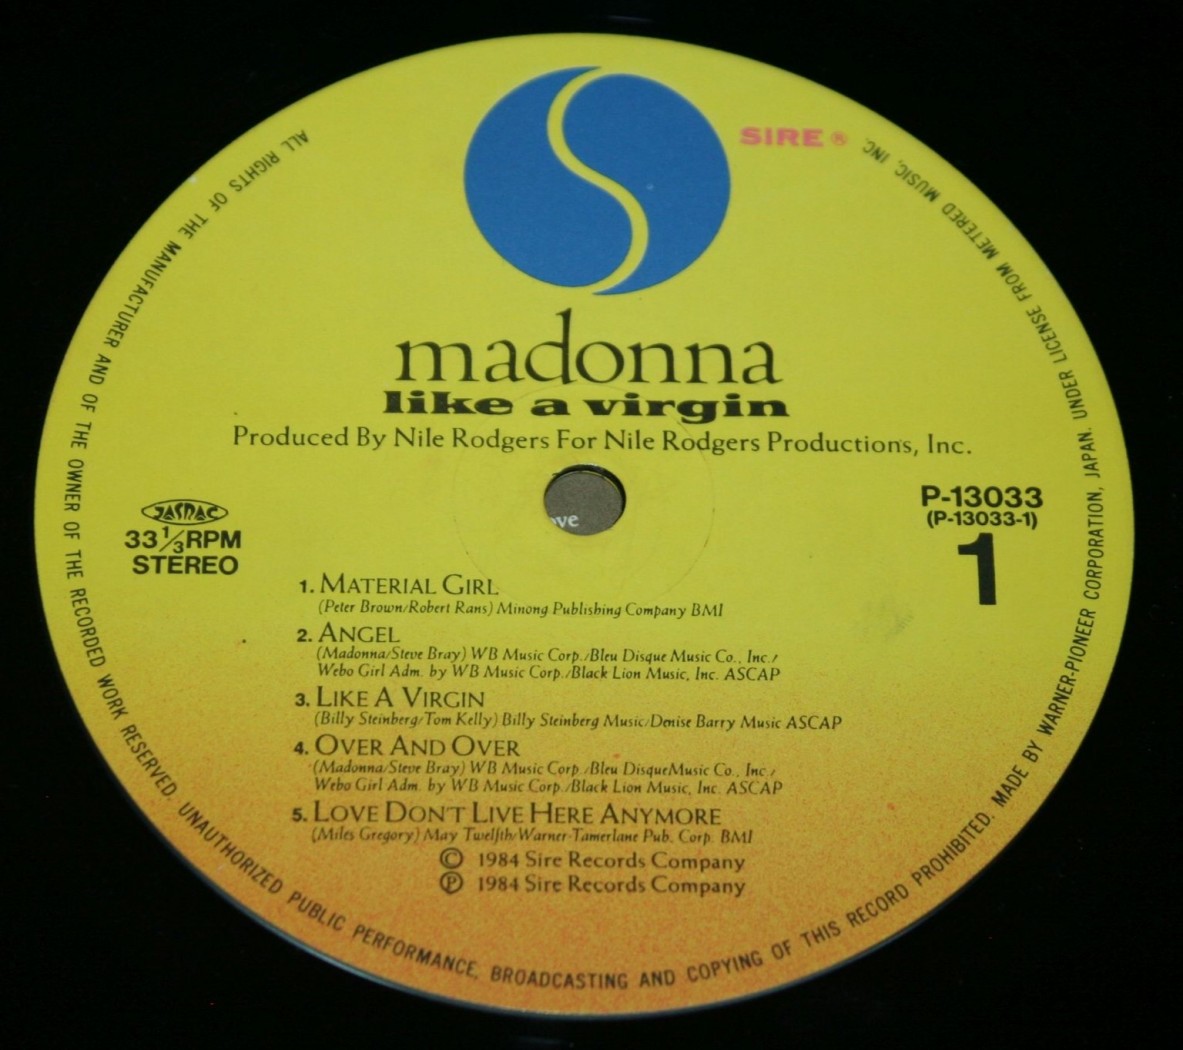 SIRE ®
madonna
like a virgin
Produced By Nile Rodgers For Nile Rodgers Productions, Inc.
JASRAC
33 1/3 RPM
STEREO
P-13033
(P-13033-1)
1
ove
1. MATERIAL GIRL
(Peter Brown/Robert Rans) Minong Publishing Company BMI
2. ANGEL
(Madonna/Steve Bray) WB Music Corp./Bleu Disque Music Co., Inc./
Webo Girl Adm. by WB Music Corp./Black Lion Music, Inc. ASCAP
3. LIKE A VIRGIN
(Billy Steinberg/Tom Kelly) Billy Steinberg Music/Denise Barry Music ASCAP
4. OVER AND OVER
(Madonna/Steve Bray) WB Music Corp./Bleu DisqueMusic Co., Inc./
Webo Girl Adm. by WB Music Corp./Black Lion Music, Inc. ASCAP
5. LOVE DON'T LIVE HERE ANYMORE
(Miles Gregory) May Twelfth/Warner-Tamerlane Pub. Corp. BMI
© 1984 Sire Records Company
℗ 1984 Sire Records Company
ALL RIGHTS OF THE MANUFACTURER AND OF THE OWNER OF THE RECORDED WORK RESERVED. UNAUTHORIZED PUBLIC PERFORMANCE, BROADCASTING AND COPYING OF THIS RECORD PROHIBITED. MADE BY WARNER-PIONEER CORPORATION, JAPAN. UNDER LICENSE FROM METERED MUSIC, INC.